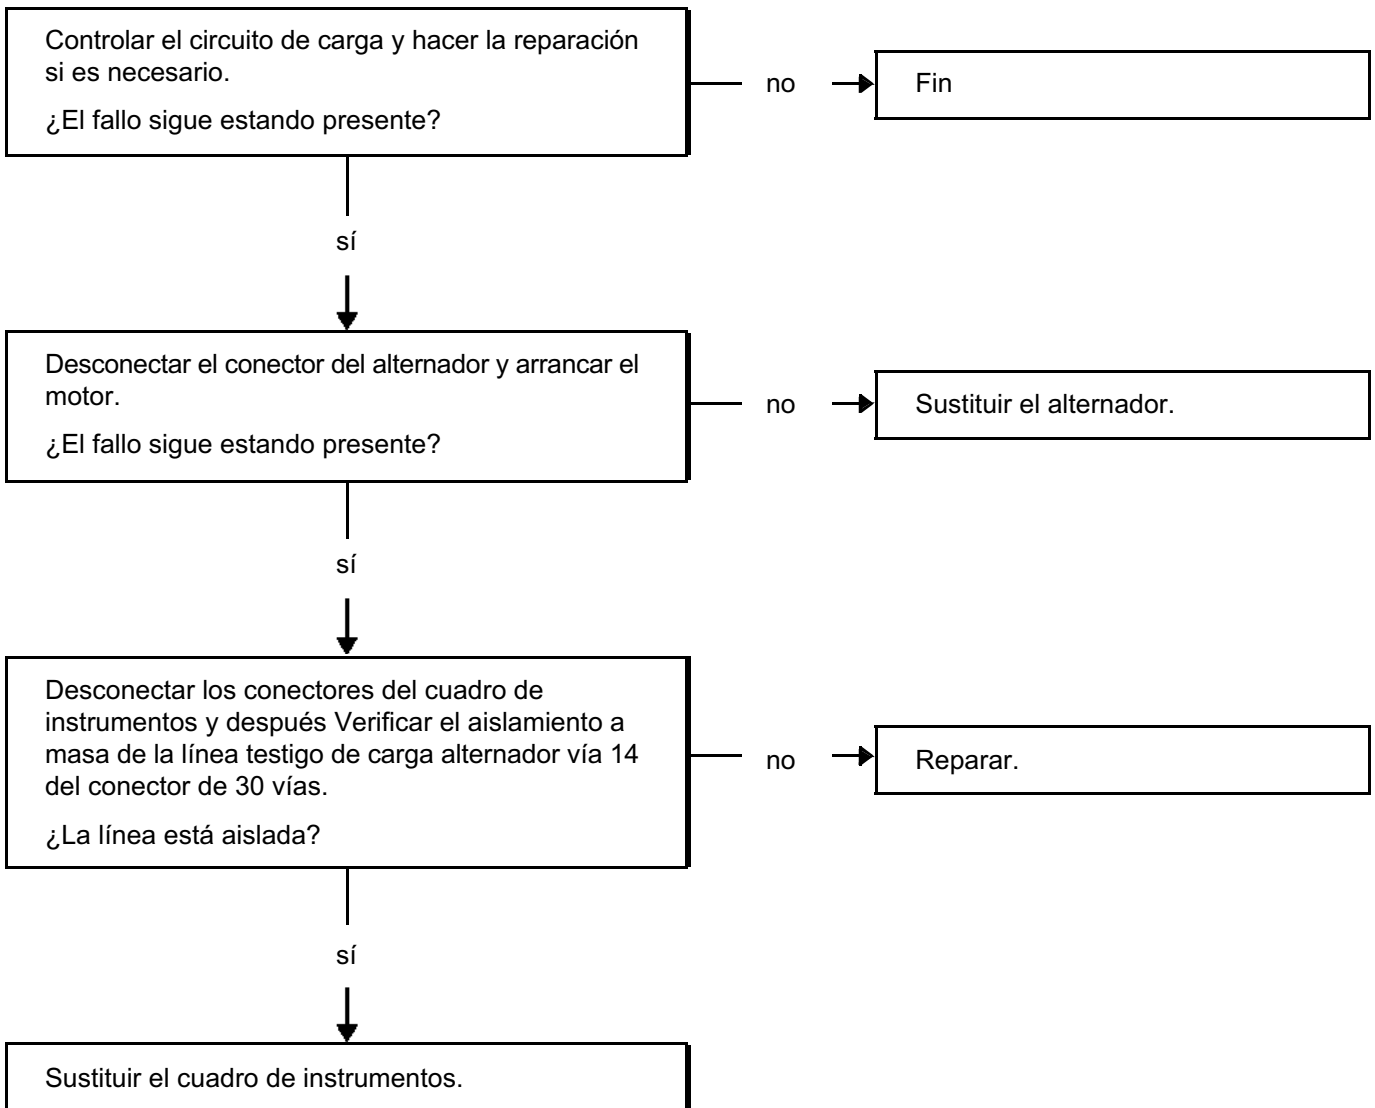 Controlar el circuito de carga y hacer la reparación
si es necesario.
¿El fallo sigue estando presente?
no
Fin
sí
Desconectar el conector del alternador y arrancar el
motor.
¿El fallo sigue estando presente?
no
Sustituir el alternador.
sí
Desconectar los conectores del cuadro de
instrumentos y después Verificar el aislamiento a
masa de la línea testigo de carga alternador vía 14
del conector de 30 vías.
¿La línea está aislada?
no
Reparar.
sí
Sustituir el cuadro de instrumentos.